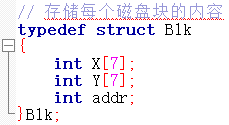 // 存储每个磁盘块的内容
typedef struct Blk
{
    int X[7];
    int Y[7];
    int addr;
}Blk;